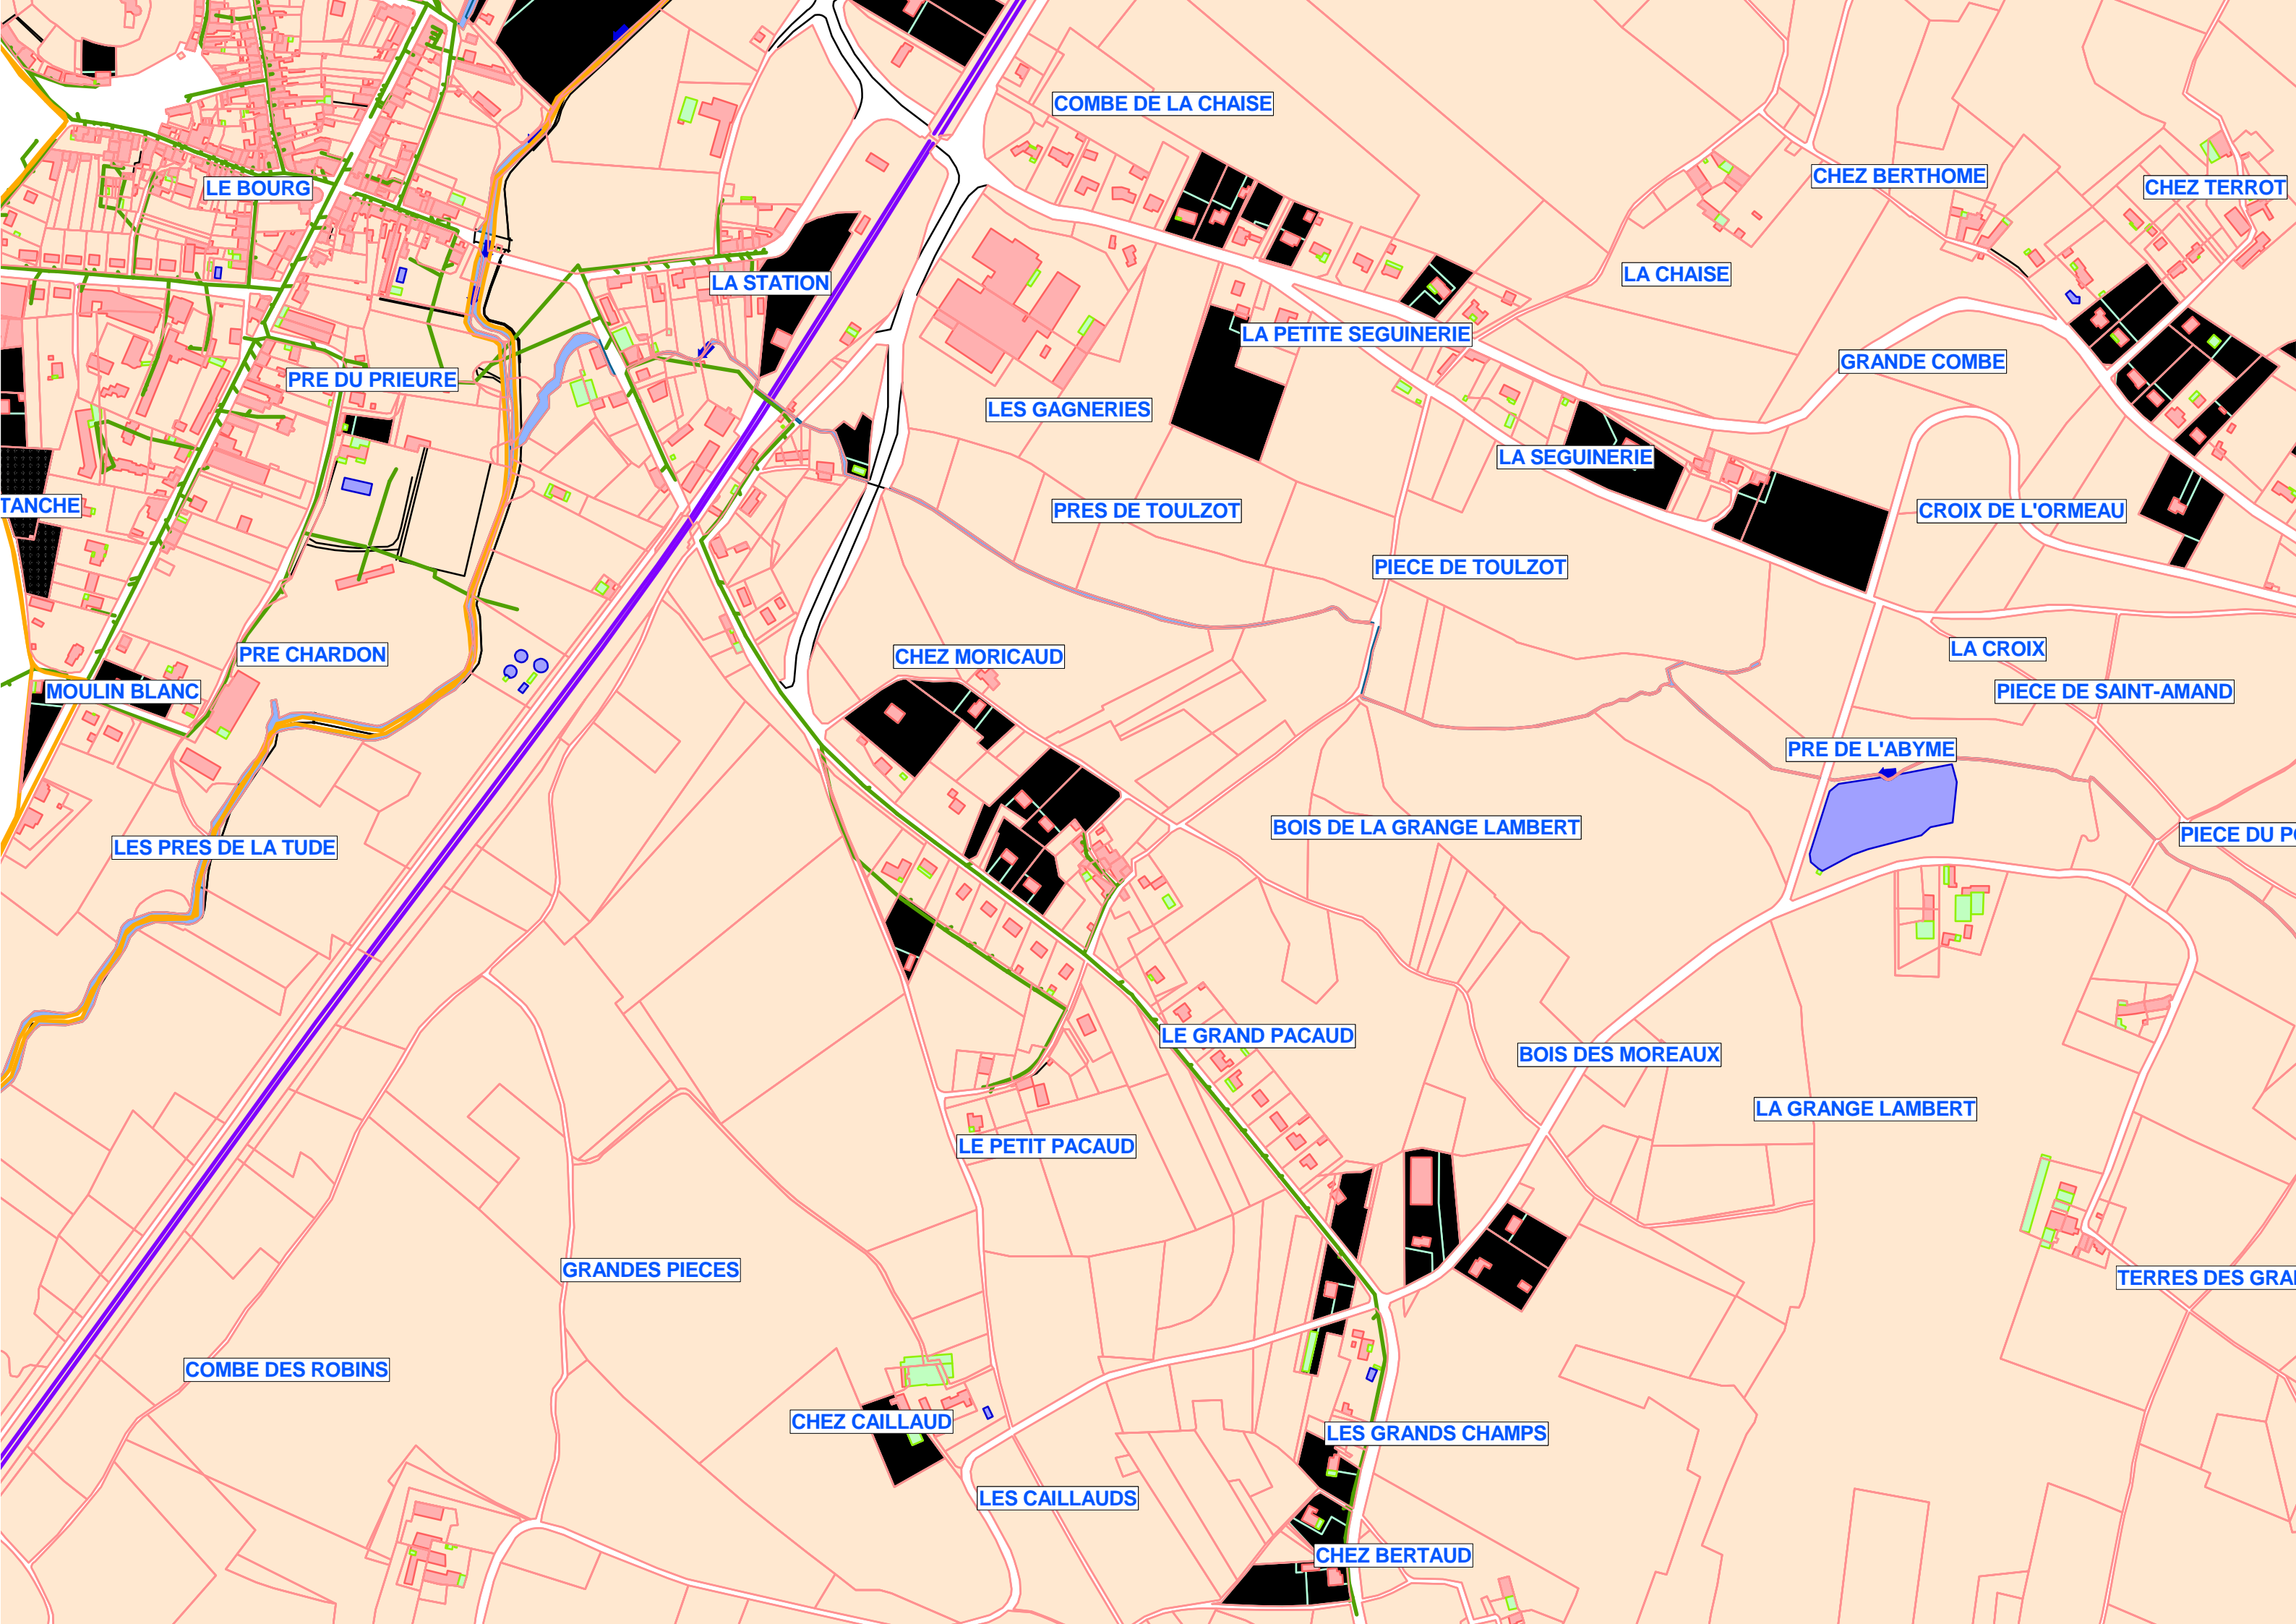 COMBE DE LA CHAISE
CHEZ BERTHOME
CHEZ TERROT
LE BOURG
LA CHAISE
LA STATION
LA PETITE SEGUINERIE
GRANDE COMBE
PRE DU PRIEURE
LES GAGNERIES
LA SEGUINERIE
TANCHE
PRES DE TOULZOT
CROIX DE L'ORMEAU
PIECE DE TOULZOT
LA CROIX
PRE CHARDON
CHEZ MORICAUD
MOULIN BLANC
PIECE DE SAINT-AMAND
PRE DE L'ABYME
BOIS DE LA GRANGE LAMBERT
PIECE DU P
LES PRES DE LA TUDE
LE GRAND PACAUD
BOIS DES MOREAUX
LA GRANGE LAMBERT
LE PETIT PACAUD
GRANDES PIECES
TERRES DES GRA
COMBE DES ROBINS
CHEZ CAILLAUD
LES GRANDS CHAMPS
LES CAILLAUDS
CHEZ BERTAUD